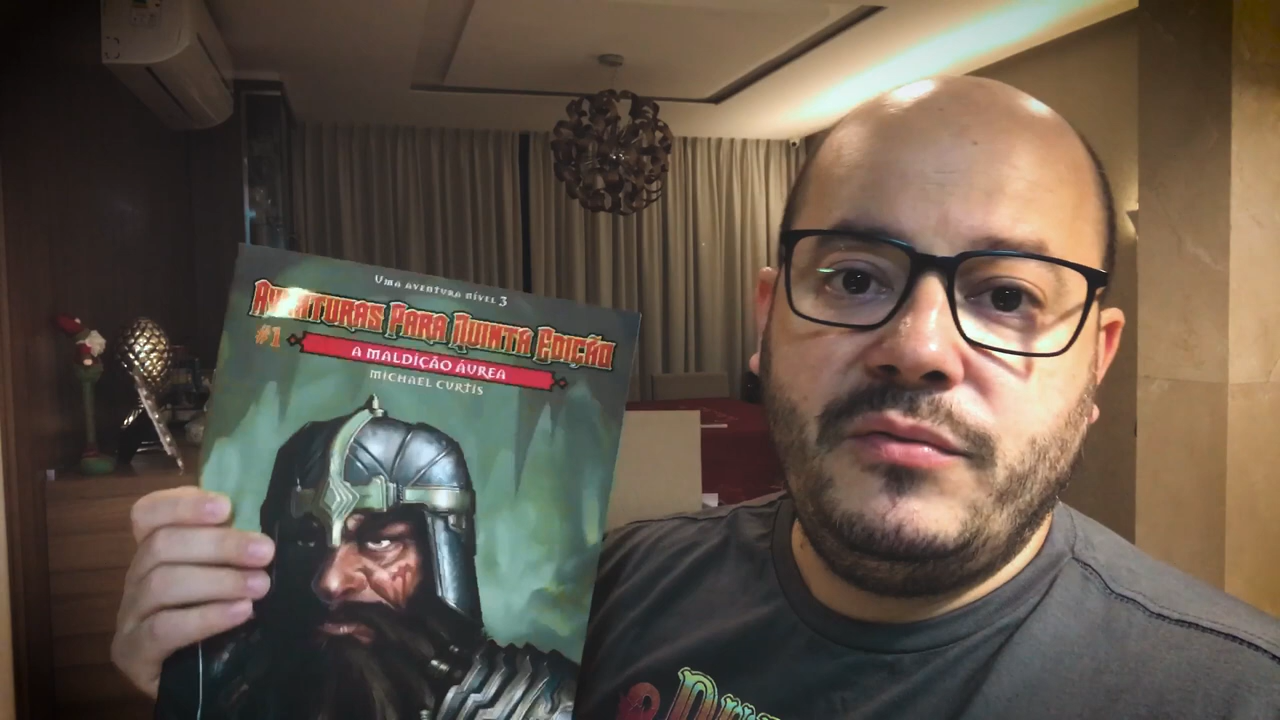 Uma aventura nível 3
Aventuras Para Quinta Edição
#1
A MALDIÇÃO ÁUREA
MICHAEL CURTIS